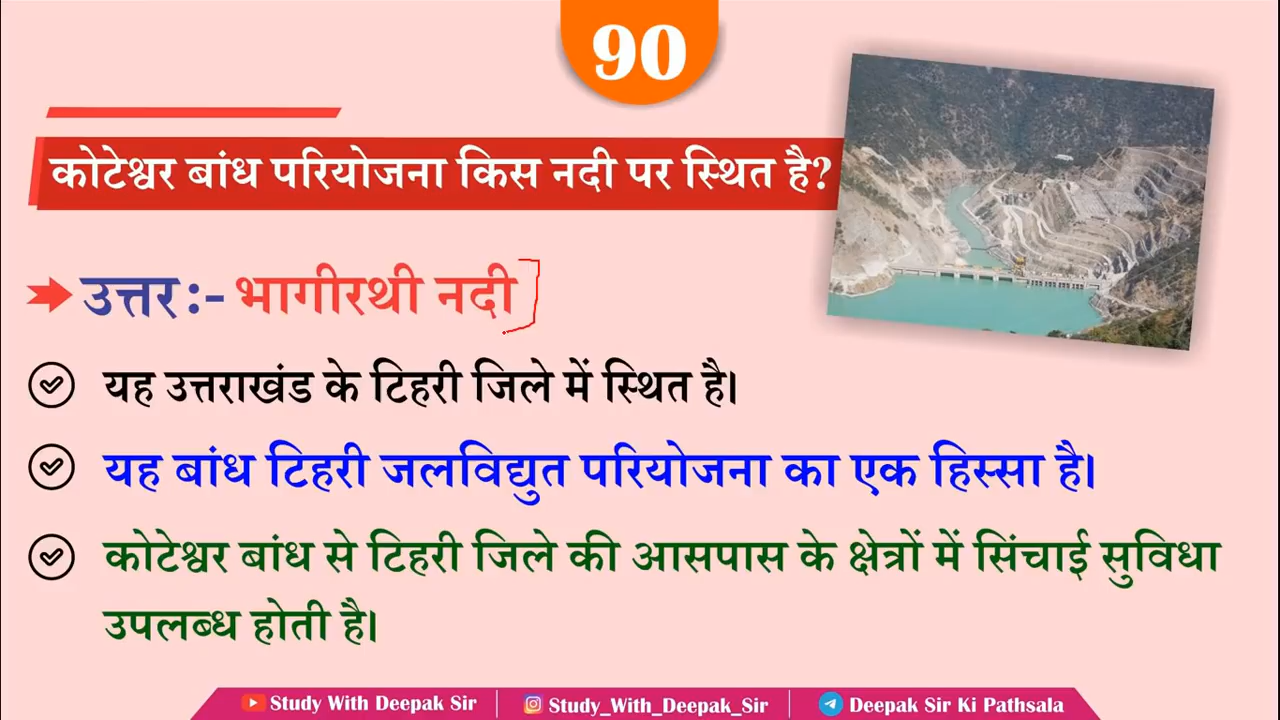 90
कोटेश्वर बांध परियोजना किस नदी पर स्थित है?
उत्तर:- भागीरथी नदी
यह उत्तराखंड के टिहरी जिले में स्थित है।
यह बांध टिहरी जलविद्युत परियोजना का एक हिस्सा है।
कोटेश्वर बांध से टिहरी जिले की आसपास के क्षेत्रों में सिंचाई सुविधा
उपलब्ध होती है।
Study With Deepak Sir | Study_With_Deepak_Sir | Deepak Sir Ki Pathsala